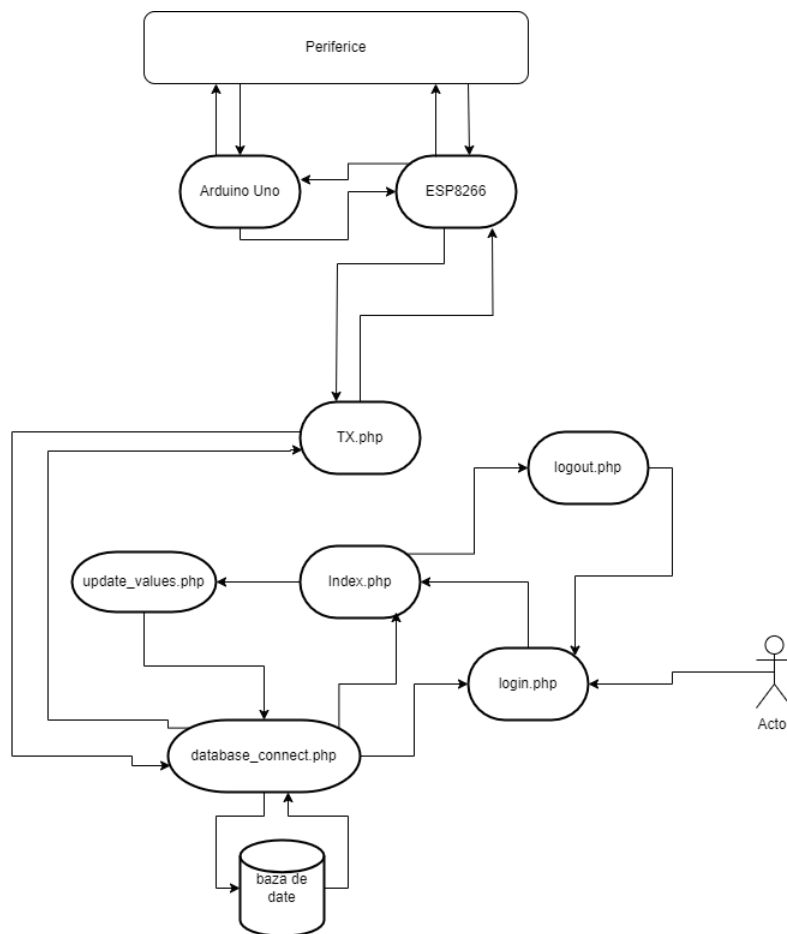 Periferice
Arduino Uno
ESP8266
TX.php
logout.php
update_values.php
Index.php
login.php
Acto
database_connect.php
baza de
date